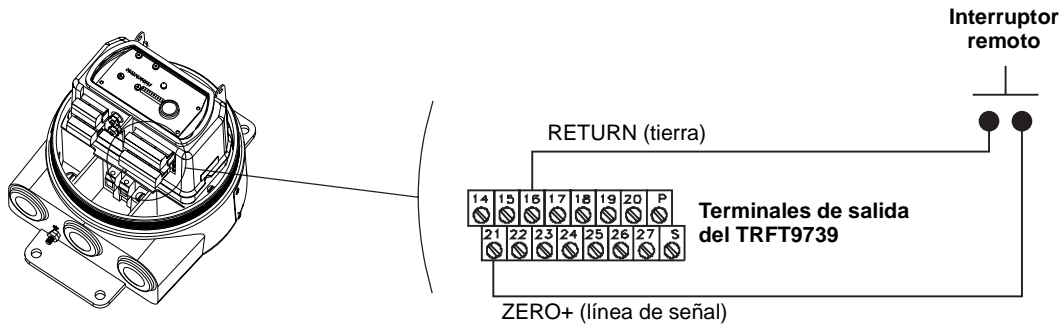 Interruptor
remoto
RETURN (tierra)
14 15 16 17 18 19 20 P
21 22 23 24 25 26 27 S
Terminales de salida
del TRFT9739
ZERO+ (línea de señal)